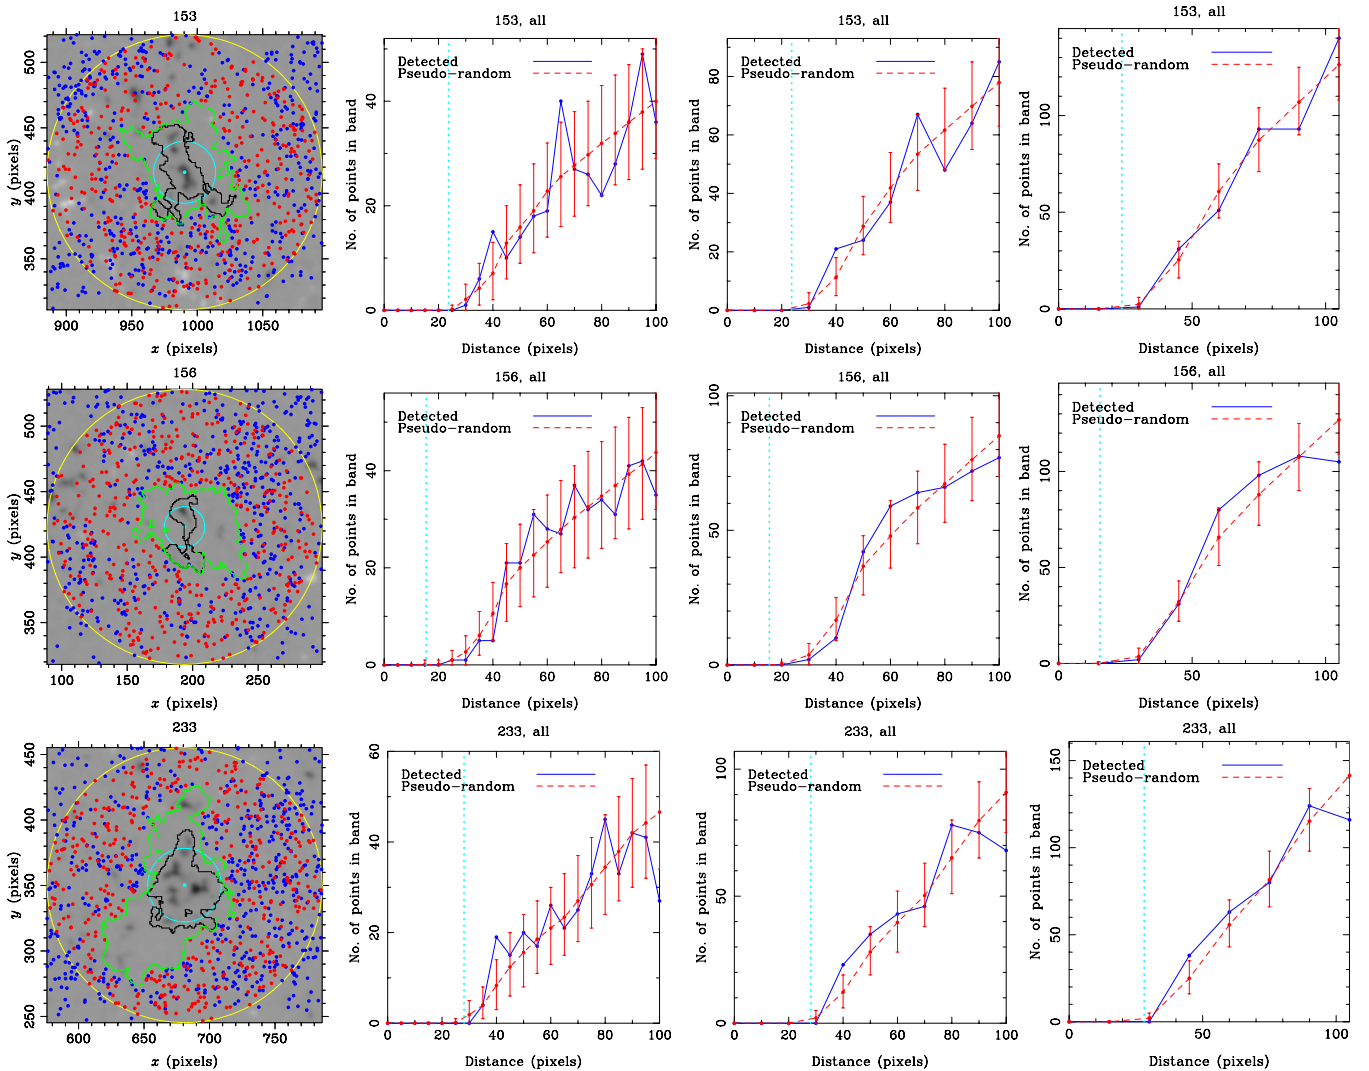 153
153, all
153, all
153, all
y (pixels)
500
450
400
350
900
950
1000
1050
x (pixels)
No. of points in band
40
20
0
Detected
Pseudo-random
0
20
40
60
80
100
Distance (pixels)
No. of points in band
80
60
40
20
0
Detected
Pseudo-random
0
20
40
60
80
100
Distance (pixels)
No. of points in band
100
50
0
Detected
Pseudo-random
0
50
100
Distance (pixels)
156
156, all
156, all
156, all
y (pixels)
500
450
400
350
100
150
200
250
x (pixels)
No. of points in band
40
20
0
Detected
Pseudo-random
0
20
40
60
80
100
Distance (pixels)
No. of points in band
100
50
0
Detected
Pseudo-random
0
20
40
60
80
100
Distance (pixels)
No. of points in band
100
50
0
Detected
Pseudo-random
0
50
100
Distance (pixels)
233
233, all
233, all
233, all
y (pixels)
450
400
350
300
250
600
650
700
750
x (pixels)
No. of points in band
60
40
20
0
Detected
Pseudo-random
0
20
40
60
80
100
Distance (pixels)
No. of points in band
100
50
0
Detected
Pseudo-random
0
20
40
60
80
100
Distance (pixels)
No. of points in band
150
100
50
0
Detected
Pseudo-random
0
50
100
Distance (pixels)